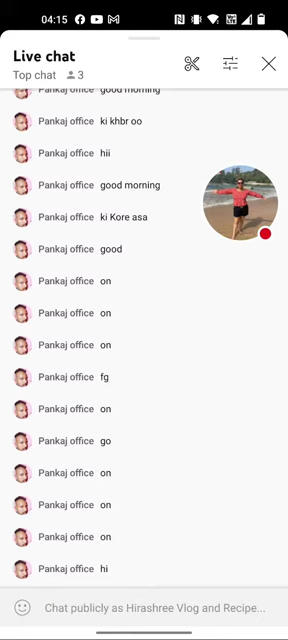 04:15
Live chat
Top chat 3
Pankaj office good morning
Pankaj office ki khbr oo
Pankaj office hii
Pankaj office good morning
Pankaj office ki Kore asa
Pankaj office good
Pankaj office on
Pankaj office on
Pankaj office on
Pankaj office fg
Pankaj office on
Pankaj office go
Pankaj office on
Pankaj office on
Pankaj office on
Pankaj office hi
Chat publicly as Hirashree Vlog and Recipe...